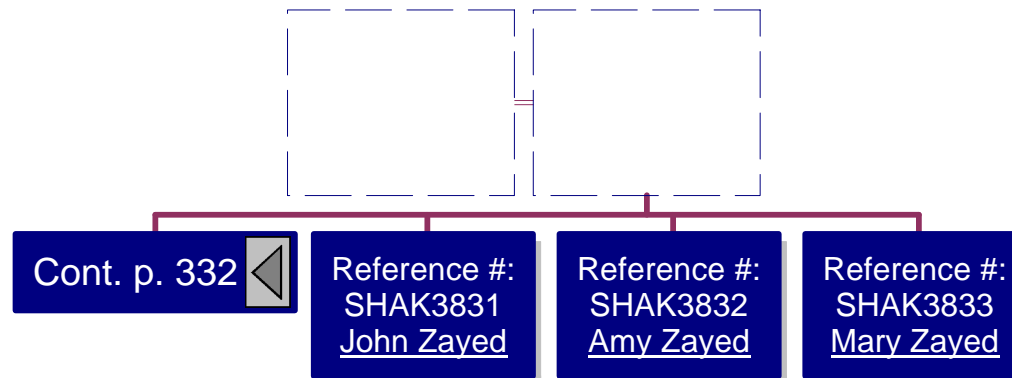 Cont. p. 332
Reference #:
SHAK3831
John Zayed
Reference #:
SHAK3832
Amy Zayed
Reference #:
SHAK3833
Mary Zayed